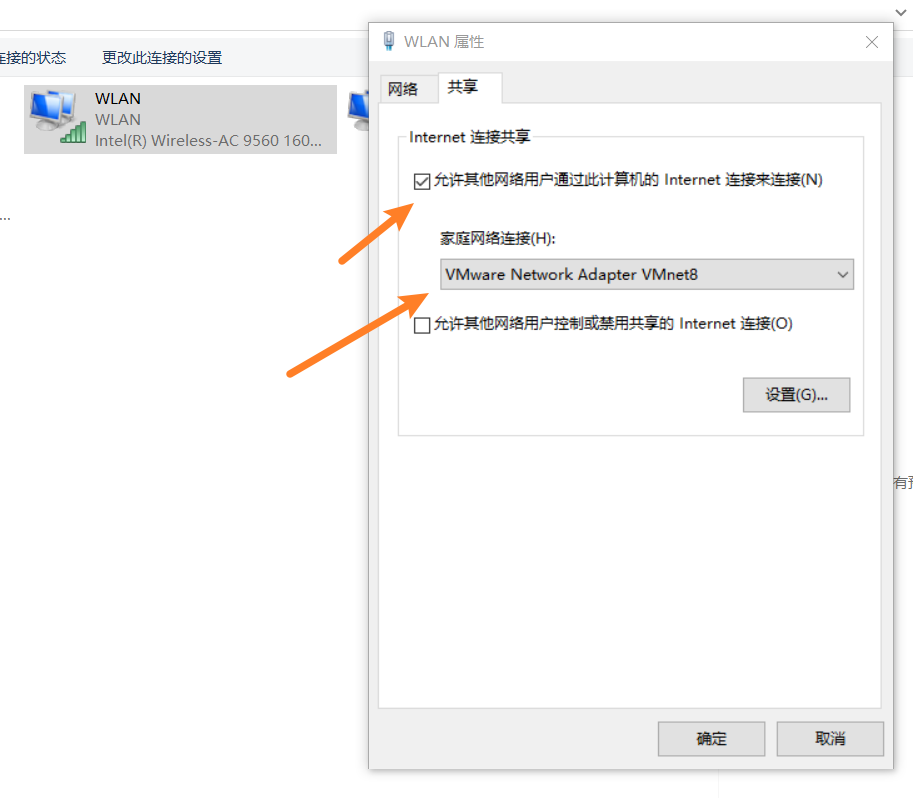 WLAN 属性
连接的状态
更改此连接的设置
WLAN
WLAN
Intel(R) Wireless-AC 9560 160...
...
网络
共享
Internet 连接共享
允许其他网络用户通过此计算机的 Internet 连接来连接(N)
家庭网络连接(H):
VMware Network Adapter VMnet8
允许其他网络用户控制或禁用共享的 Internet 连接(O)
设置(G)...
有
确定
取消